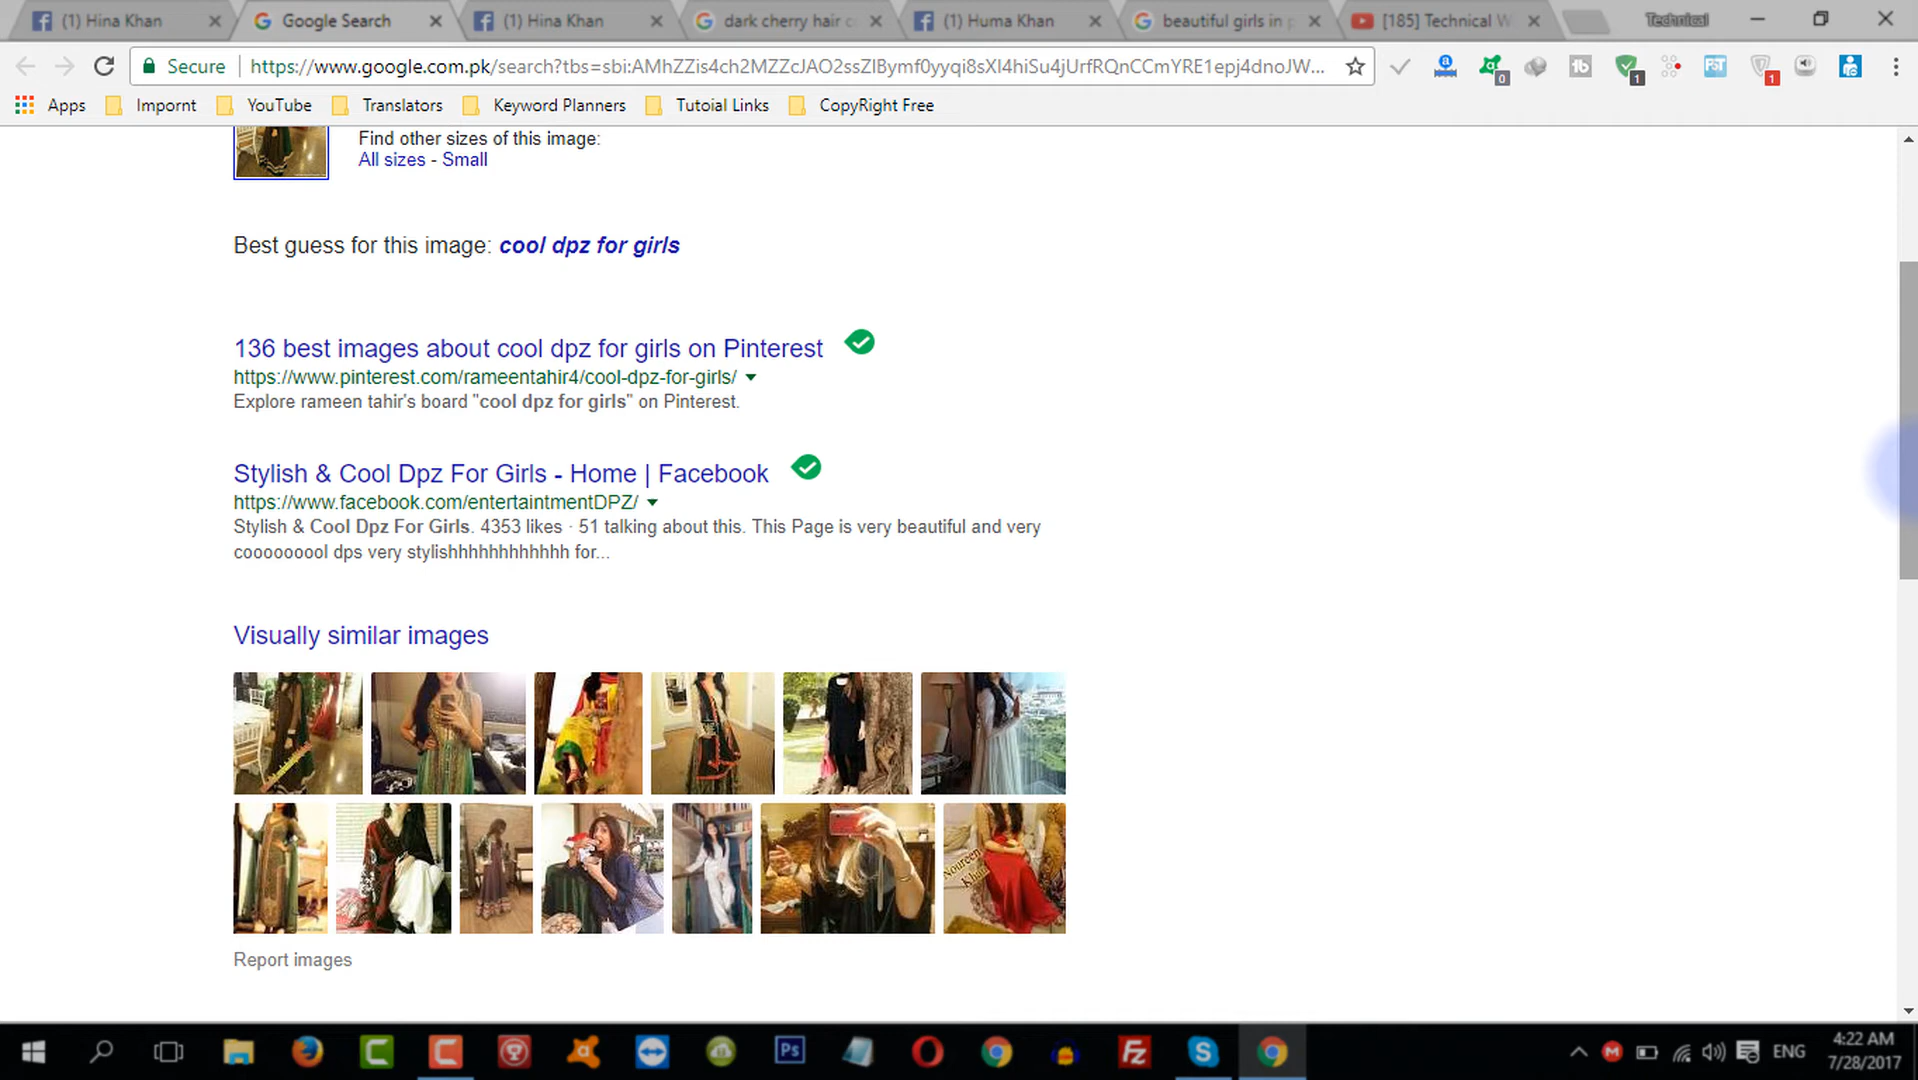 (1) Hina Khan
Google Search
(1) Hina Khan
dark cherry hair c
(1) Huma Khan
beautiful girls in p
[185] Technical W
Technical
Secure
https://www.google.com.pk/search?tbs=sbi:AMhZZis4ch2MZZcJAO2ssZIBymf0yyqi8sXI4hiSu4jUrfRQnCCmYRE1epj4dnoJW...
Apps
Impornt
YouTube
Translators
Keyword Planners
Tutoial Links
CopyRight Free
Find other sizes of this image:
All sizes - Small
Best guess for this image: cool dpz for girls
136 best images about cool dpz for girls on Pinterest
https://www.pinterest.com/rameentahir4/cool-dpz-for-girls/
Explore rameen tahir's board "cool dpz for girls" on Pinterest.
Stylish & Cool Dpz For Girls - Home | Facebook
https://www.facebook.com/entertaintmentDPZ/
Stylish & Cool Dpz For Girls. 4353 likes · 51 talking about this. This Page is very beautiful and very
cooooooool dps very stylishhhhhhhhhhhh for...
Visually similar images
Noureen
Khan
Report images
ENG
4:22 AM
7/28/2017